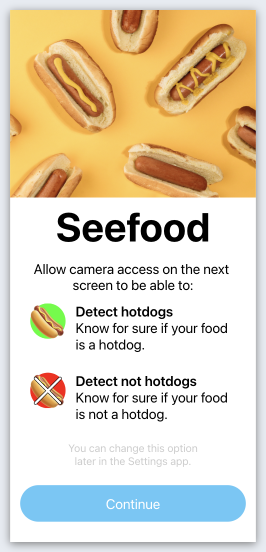 Seefood
Allow camera access on the next
screen to be able to:
Detect hotdogs
Know for sure if your food
is a hotdog.
Detect not hotdogs
Know for sure if your food
is not a hotdog.
You can change this option
later in the Settings app.
Continue